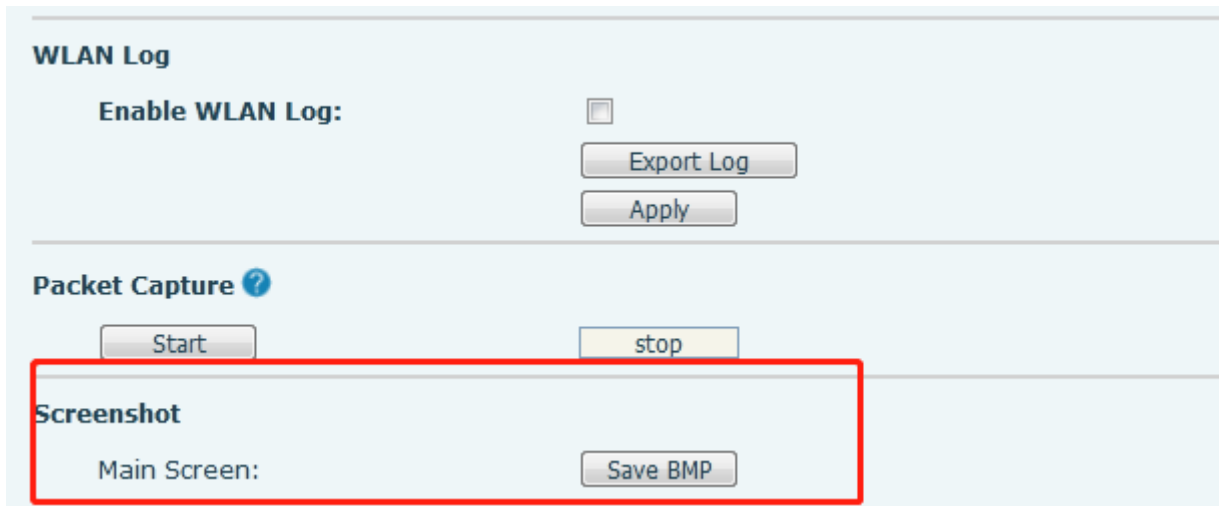 WLAN Log
Enable WLAN Log:
Export Log
Apply
Packet Capture ?
Start stop
Screenshot
Main Screen: Save BMP